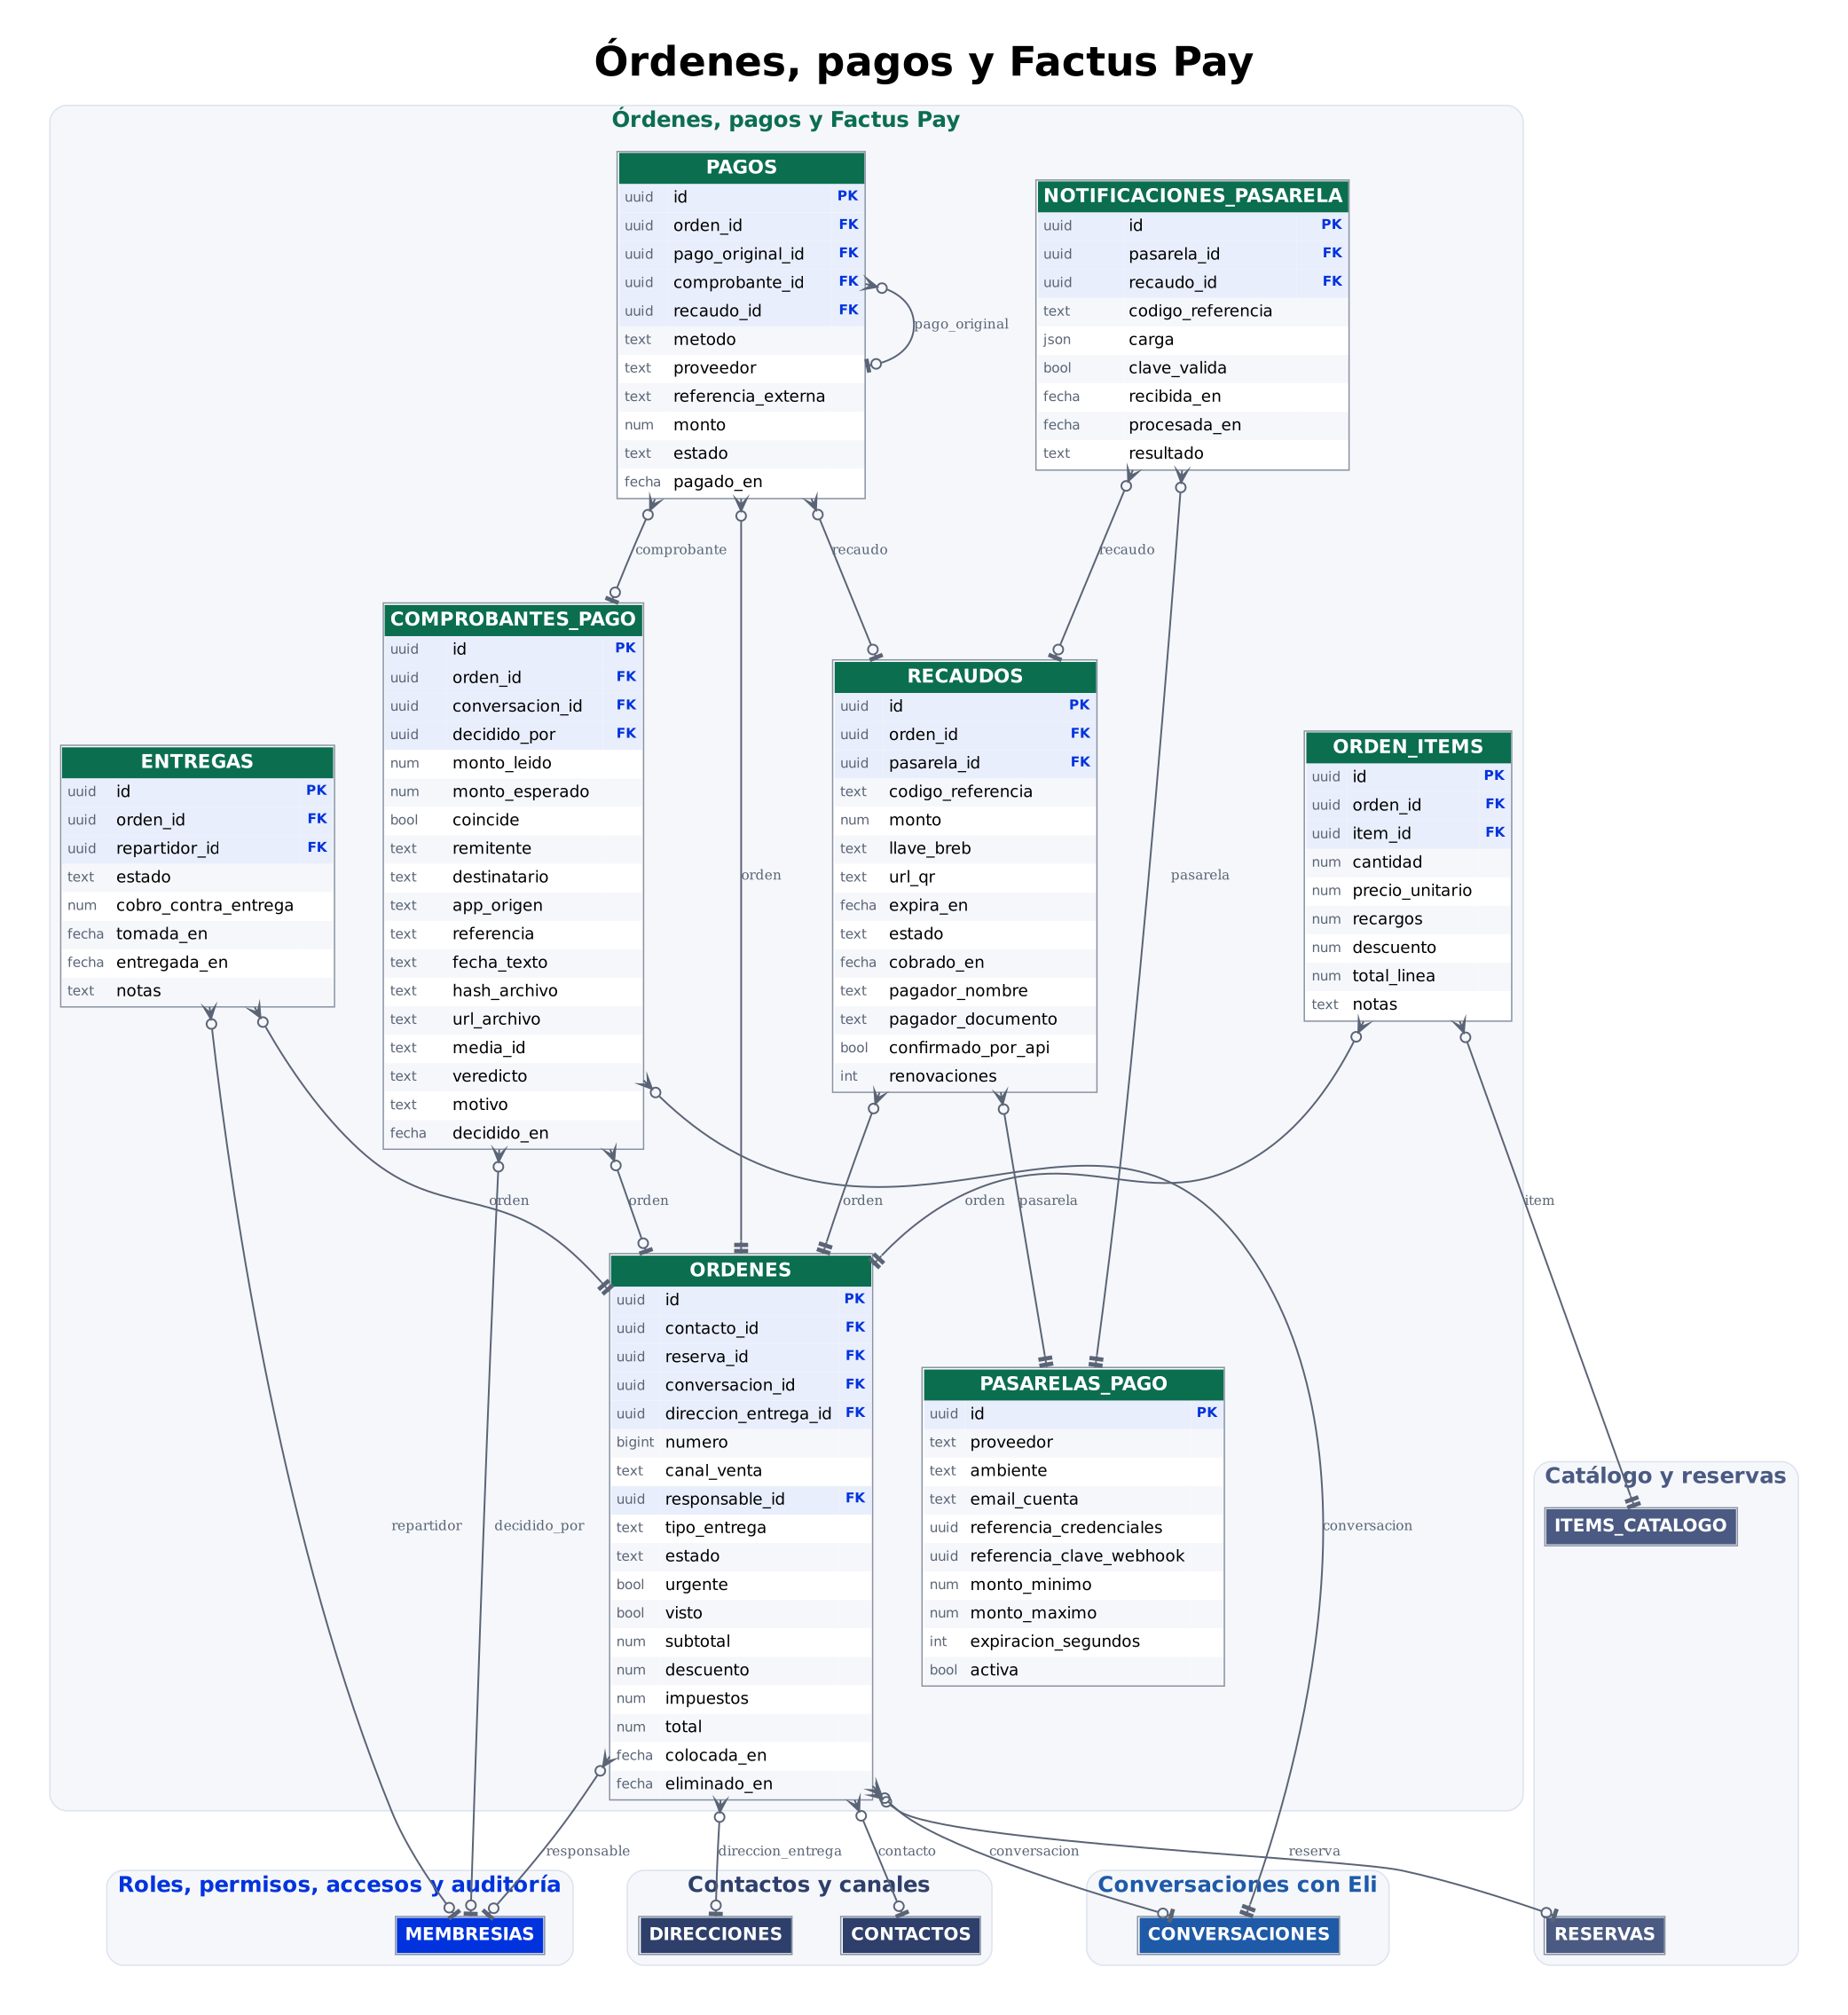 Órdenes, pagos y Factus Pay
Órdenes, pagos y Factus Pay
PAGOS
uuid id PK
uuid orden_id FK
uuid pago_original_id FK
uuid comprobante_id FK
uuid recaudo_id FK
text metodo
text proveedor
text referencia_externa
num monto
text estado
fecha pagado_en
pago_original
NOTIFICACIONES_PASARELA
uuid id PK
uuid pasarela_id FK
uuid recaudo_id FK
text codigo_referencia
json carga
bool clave_valida
fecha recibida_en
fecha procesada_en
text resultado
comprobante
recaudo
recaudo
COMPROBANTES_PAGO
uuid id PK
uuid orden_id FK
uuid conversacion_id FK
uuid decidido_por FK
num monto_leido
num monto_esperado
bool coincide
text remitente
text destinatario
text app_origen
text referencia
text fecha_texto
text hash_archivo
text url_archivo
text media_id
text veredicto
text motivo
fecha decidido_en
RECAUDOS
uuid id PK
uuid orden_id FK
uuid pasarela_id FK
text codigo_referencia
num monto
text llave_breb
text url_qr
fecha expira_en
text estado
fecha cobrado_en
text pagador_nombre
text pagador_documento
bool confirmado_por_api
int renovaciones
ENTREGAS
uuid id PK
uuid orden_id FK
uuid repartidor_id FK
text estado
num cobro_contra_entrega
fecha tomada_en
fecha entregada_en
text notas
ORDEN_ITEMS
uuid id PK
uuid orden_id FK
uuid item_id FK
num cantidad
num precio_unitario
num recargos
num descuento
num total_linea
text notas
orden
pasarela
orden
orden
orden
orden
pasarela
item
ORDENES
uuid id PK
uuid contacto_id FK
uuid reserva_id FK
uuid conversacion_id FK
uuid direccion_entrega_id FK
bigint numero
text canal_venta
uuid responsable_id FK
text tipo_entrega
text estado
bool urgente
bool visto
num subtotal
num descuento
num impuestos
num total
fecha colocada_en
fecha eliminado_en
PASARELAS_PAGO
uuid id PK
text proveedor
text ambiente
text email_cuenta
uuid referencia_credenciales
uuid referencia_clave_webhook
num monto_minimo
num monto_maximo
int expiracion_segundos
bool activa
Catálogo y reservas
ITEMS_CATALOGO
repartidor
decidido_por
conversacion
responsable
direccion_entrega
contacto
conversacion
reserva
Roles, permisos, accesos y auditoría
MEMBRESIAS
Contactos y canales
DIRECCIONES
CONTACTOS
Conversaciones con Eli
CONVERSACIONES
RESERVAS